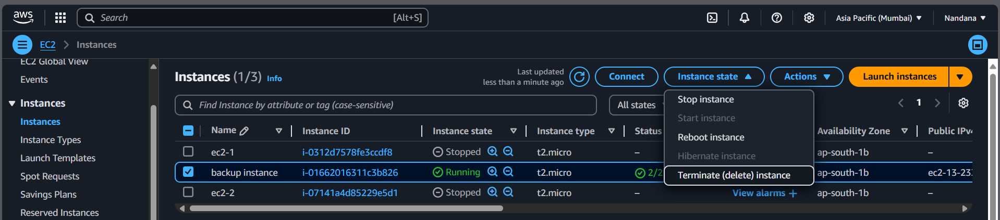 aws Search [Alt+S] Asia Pacific (Mumbai) Nandana
EC2 Instances
EC2 Global View
Events
Instances
Instances
Instance Types
Launch Templates
Spot Requests
Savings Plans
Reserved Instances
Instances (1/3) Info
Last updated
less than a minute ago
Connect Instance state Actions Launch instances
Find Instance by attribute or tag (case-sensitive) All states 1
Stop instance
Start instance
Reboot instance
Hibernate instance
Terminate (delete) instance
Name Instance ID Instance state Instance type Status Availability Zone Public IPv4
ec2-1 i-0312d7578fe3ccdf8 Stopped t2.micro – ap-south-1b –
backup instance i-01662016311c3b826 Running t2.micro 2/2 ap-south-1b ec2-13-233
ec2-2 i-07141a4d85229e5d1 Stopped t2.micro – View alarms + ap-south-1b –